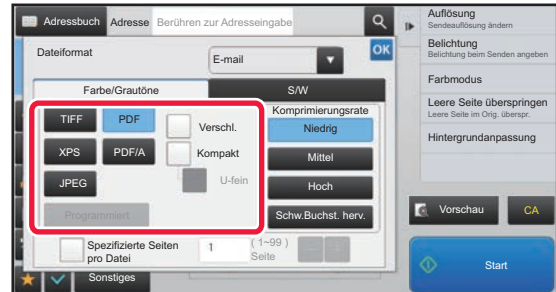 Adressbuch Adresse Berühren zur Adresseingabe
Auflösung
Sendeauflösung ändern
Belichtung
Belichtung beim Senden angeben
Farbmodus
Leere Seite überspringen
Leere Seite im Orig. überspr.
Hintergrundanpassung
Dateiformat
E-mail
OK
Farbe/Grautöne
S/W
TIFF PDF Verschl.
XPS PDF/A Kompakt
JPEG U-fein
Programmiert
Komprimierungsrate
Niedrig
Mittel
Hoch
Schw.Buchst. herv.
Spezifizierte Seiten
pro Datei
1 ( 1~99 )
Seite
Sonstiges
Vorschau CA
Start